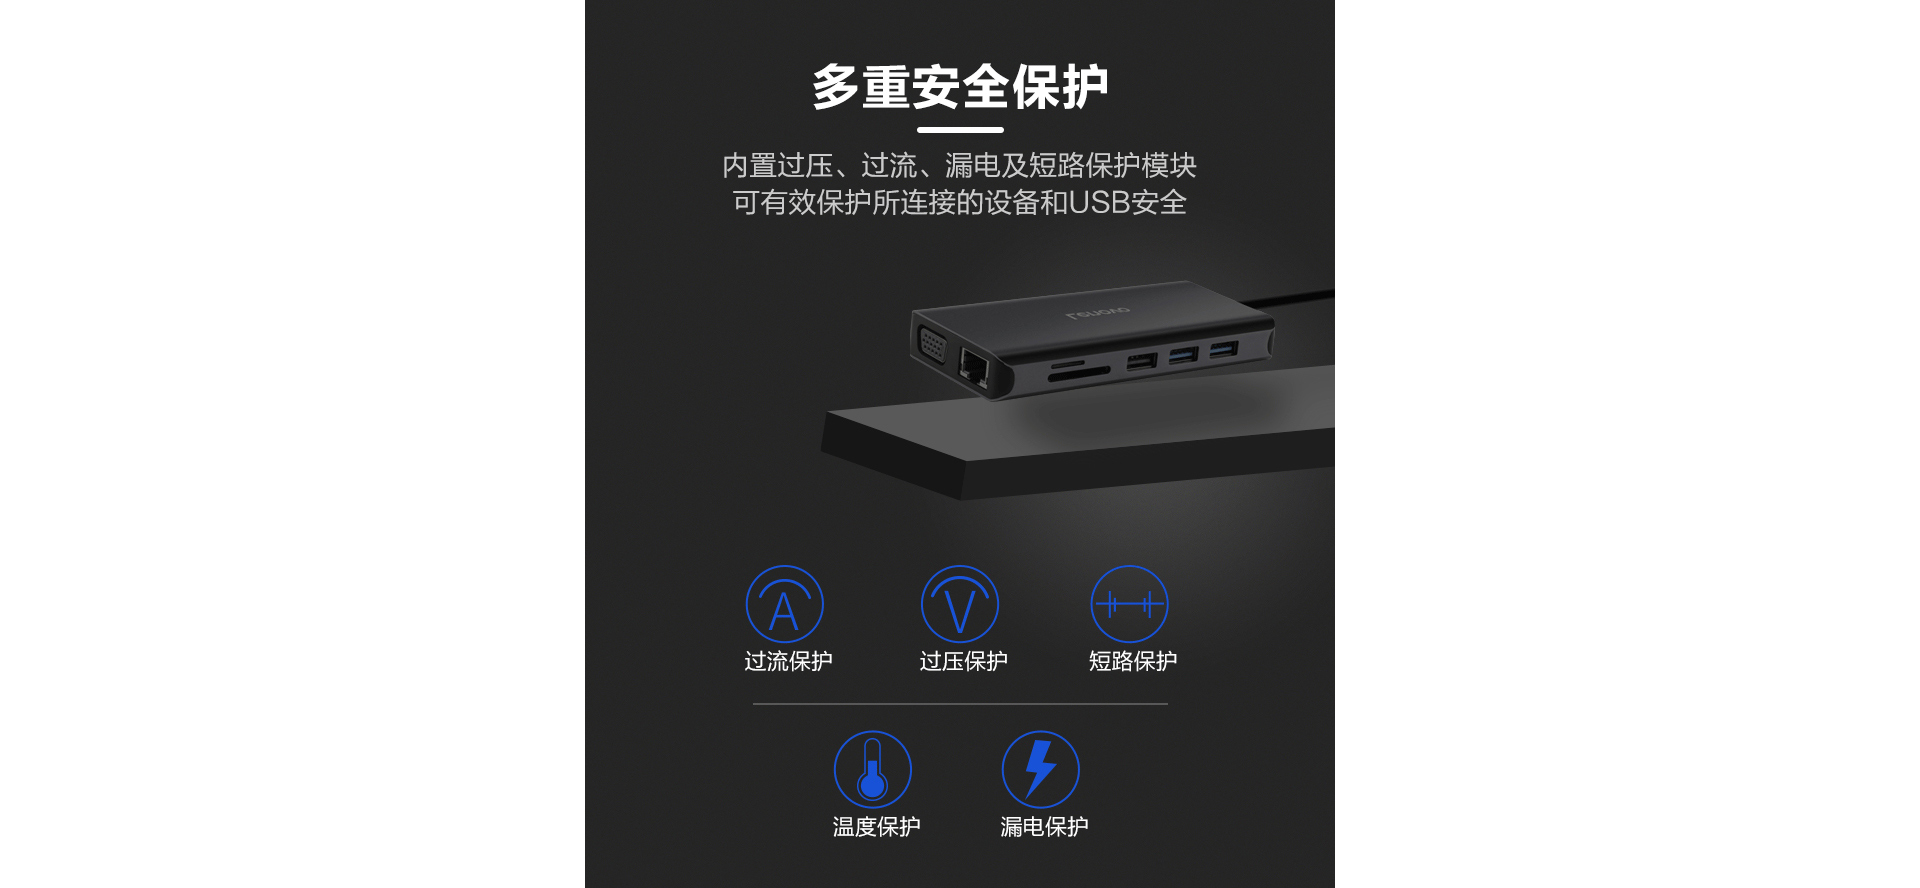 多重安全保护
内置过压、过流、漏电及短路保护模块
可有效保护所连接的设备和USB安全
lenovo
A
V
过流保护
过压保护
短路保护
温度保护
漏电保护